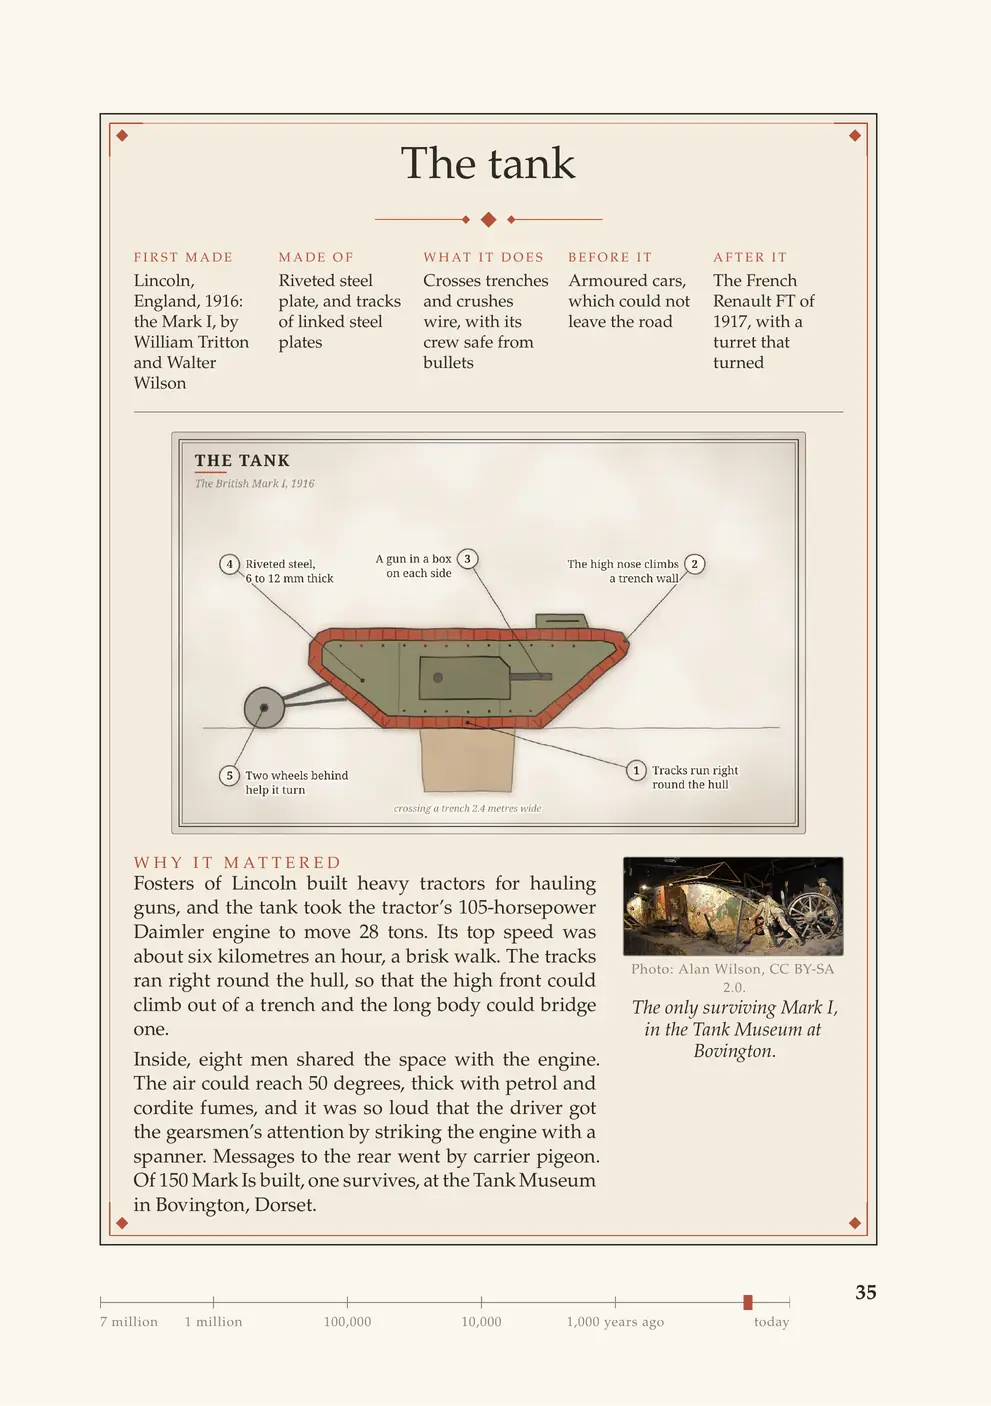 The tank
FIRST MADE
Lincoln,
England, 1916:
the Mark I, by
William Tritton
and Walter
Wilson
MADE OF
Riveted steel
plate, and tracks
of linked steel
plates
WHAT IT DOES
Crosses trenches
and crushes
wire, with its
crew safe from
bullets
BEFORE IT
Armoured cars,
which could not
leave the road
AFTER IT
The French
Renault FT of
1917, with a
turret that
turned
THE TANK
The British Mark I, 1916
4 Riveted steel,
6 to 12 mm thick
A gun in a box 3
on each side
The high nose climbs 2
a trench wall
5 Two wheels behind
help it turn
1 Tracks run right
round the hull
crossing a trench 2.4 metres wide
WHY IT MATTERED
Fosters of Lincoln built heavy tractors for hauling
guns, and the tank took the tractor's 105-horsepower
Daimler engine to move 28 tons. Its top speed was
about six kilometres an hour, a brisk walk. The tracks
ran right round the hull, so that the high front could
climb out of a trench and the long body could bridge
one.
Inside, eight men shared the space with the engine.
The air could reach 50 degrees, thick with petrol and
cordite fumes, and it was so loud that the driver got
the gearsmen's attention by striking the engine with a
spanner. Messages to the rear went by carrier pigeon.
Of 150 Mark Is built, one survives, at the Tank Museum
in Bovington, Dorset.
Photo: Alan Wilson, CC BY-SA
2.0.
The only surviving Mark I,
in the Tank Museum at
Bovington.
35
7 million 1 million 100,000 10,000 1,000 years ago today